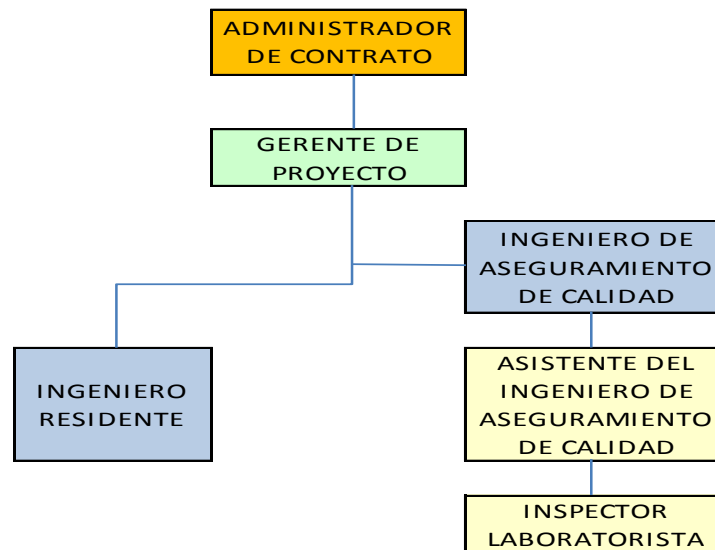 ADMINISTRADOR
DE CONTRATO
GERENTE DE
PROYECTO
INGENIERO DE
ASEGURAMIENTO
DE CALIDAD
INGENIERO
RESIDENTE
ASISTENTE DEL
INGENIERO DE
ASEGURAMIENTO
DE CALIDAD
INSPECTOR
LABORATORISTA